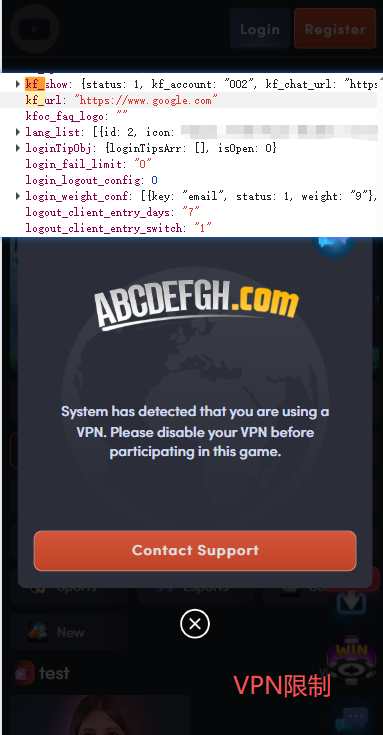 Login
Register
kf_show: {status: 1, kf_account: "002", kf_chat_url: "https
kf_url: "https://www.google.com"
kfoc_faq_logo: ""
lang_list: [{id: 2, icon:
loginTipObj: {loginTipsArr: [], isOpen: 0}
login_fail_limit: "0"
login_logout_config: 0
login_weight_conf: [{key: "email", status: 1, weight: "9"},
logout_client_entry_days: "7"
logout_client_entry_switch: "1"
ABCDEFGH.com
System has detected that you are using a
VPN. Please disable your VPN before
participating in this game.
Contact Support
Sports
Esports
New
WIN
test
VPN限制